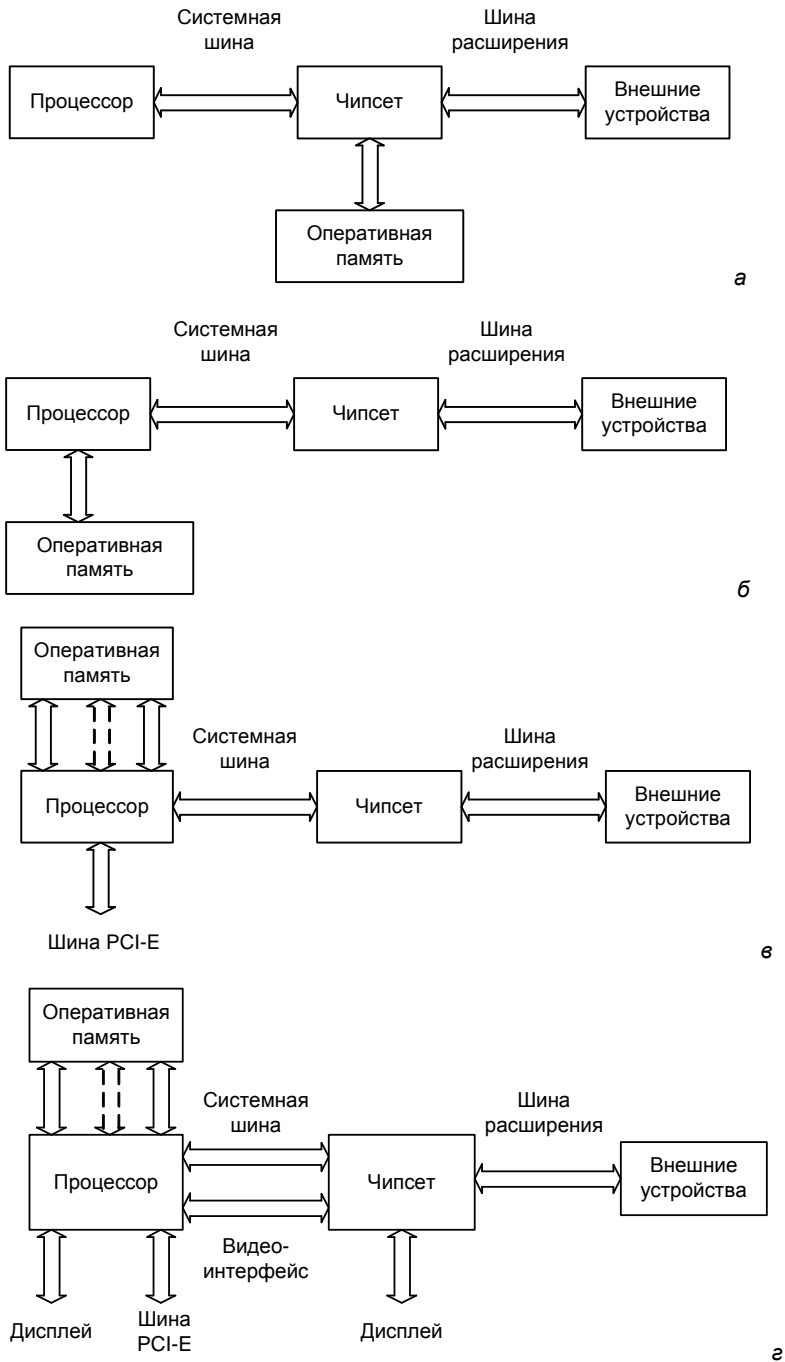 Системная
шина
Шина
расширения
Процессор
Чипсет
Внешние
устройства
Оперативная
память
а
Системная
шина
Шина
расширения
Процессор
Чипсет
Внешние
устройства
Оперативная
память
б
Оперативная
память
Системная
шина
Шина
расширения
Процессор
Чипсет
Внешние
устройства
Шина PCI-E
в
Оперативная
память
Системная
шина
Шина
расширения
Процессор
Чипсет
Внешние
устройства
Видео-
интерфейс
Дисплей
Шина
PCI-E
Дисплей
г